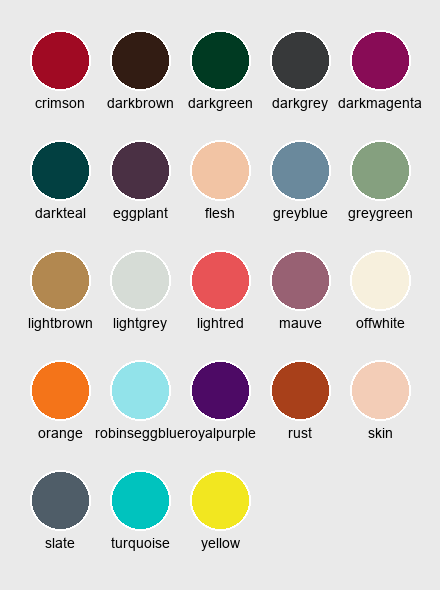 crimson darkbrown darkgreen darkgrey darkmagenta
darkteal eggplant flesh greyblue greygreen
lightbrown lightgrey lightred mauve offwhite
orange robinseggblue royalpurple rust skin
slate turquoise yellow